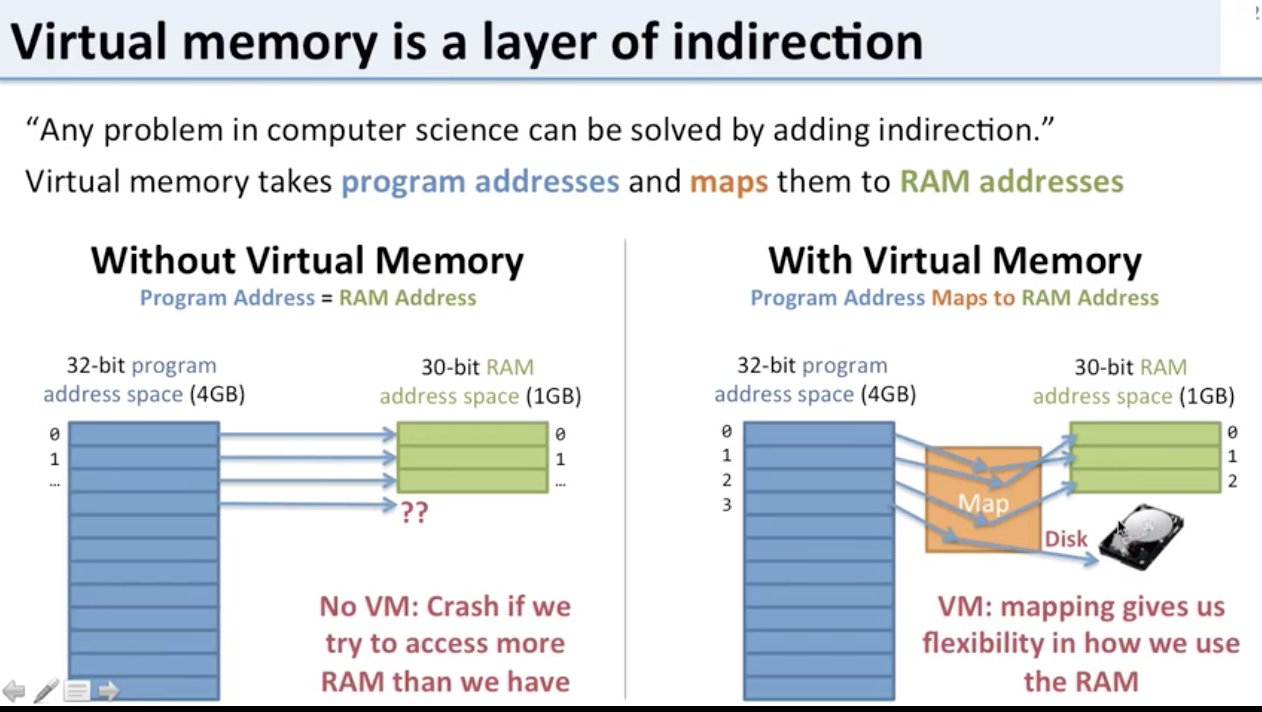 Virtual memory is a layer of indirection
“Any problem in computer science can be solved by adding indirection.”
Virtual memory takes program addresses and maps them to RAM addresses
Without Virtual Memory
Program Address = RAM Address
32-bit program
address space (4GB)
30-bit RAM
address space (1GB)
0
1
...
0
1
...
??
No VM: Crash if we
try to access more
RAM than we have
With Virtual Memory
Program Address Maps to RAM Address
32-bit program
address space (4GB)
30-bit RAM
address space (1GB)
0
1
2
3
Map
0
1
2
Disk
VM: mapping gives us
flexibility in how we use
the RAM